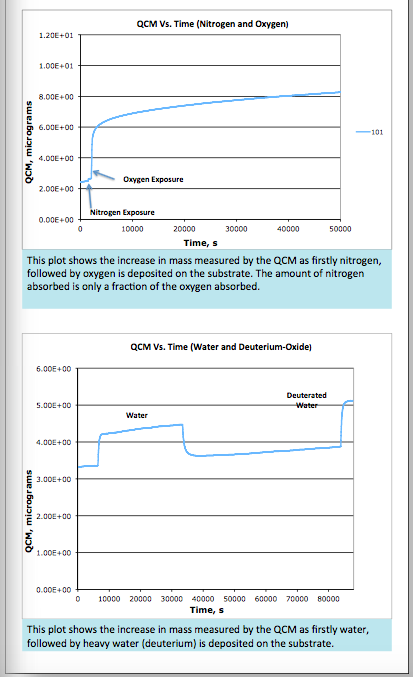 QCM Vs. Time (Nitrogen and Oxygen)
1.20E+01
1.00E+01
8.00E+00
6.00E+00
4.00E+00
2.00E+00
0.00E+00
QCM, micrograms
Oxygen Exposure
Nitrogen Exposure
101
0 10000 20000 30000 40000 50000
Time, s
This plot shows the increase in mass measured by the QCM as firstly nitrogen,
followed by oxygen is deposited on the substrate. The amount of nitrogen
absorbed is only a fraction of the oxygen absorbed.
QCM Vs. Time (Water and Deuterium-Oxide)
6.00E+00
5.00E+00
4.00E+00
3.00E+00
2.00E+00
1.00E+00
0.00E+00
QCM, micrograms
Water
Deuterated
Water
0 10000 20000 30000 40000 50000 60000 70000 80000
Time, s
This plot shows the increase in mass measured by the QCM as firstly water,
followed by heavy water (deuterium) is deposited on the substrate.